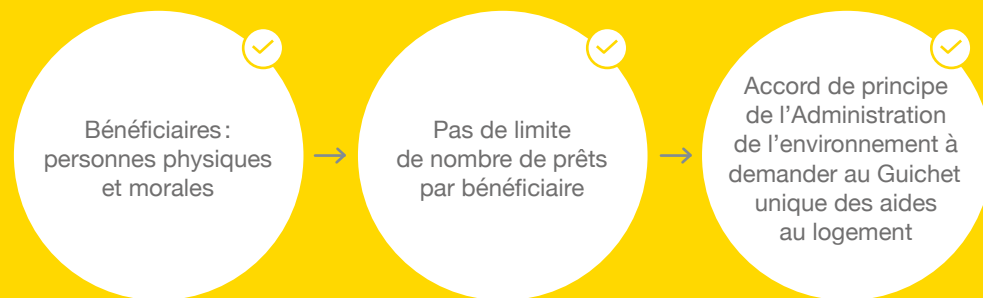 Bénéficiaires :
personnes physiques
et morales
Pas de limite
de nombre de prêts
par bénéficiaire
Accord de principe
de l’Administration
de l’environnement à
demander au Guichet
unique des aides
au logement